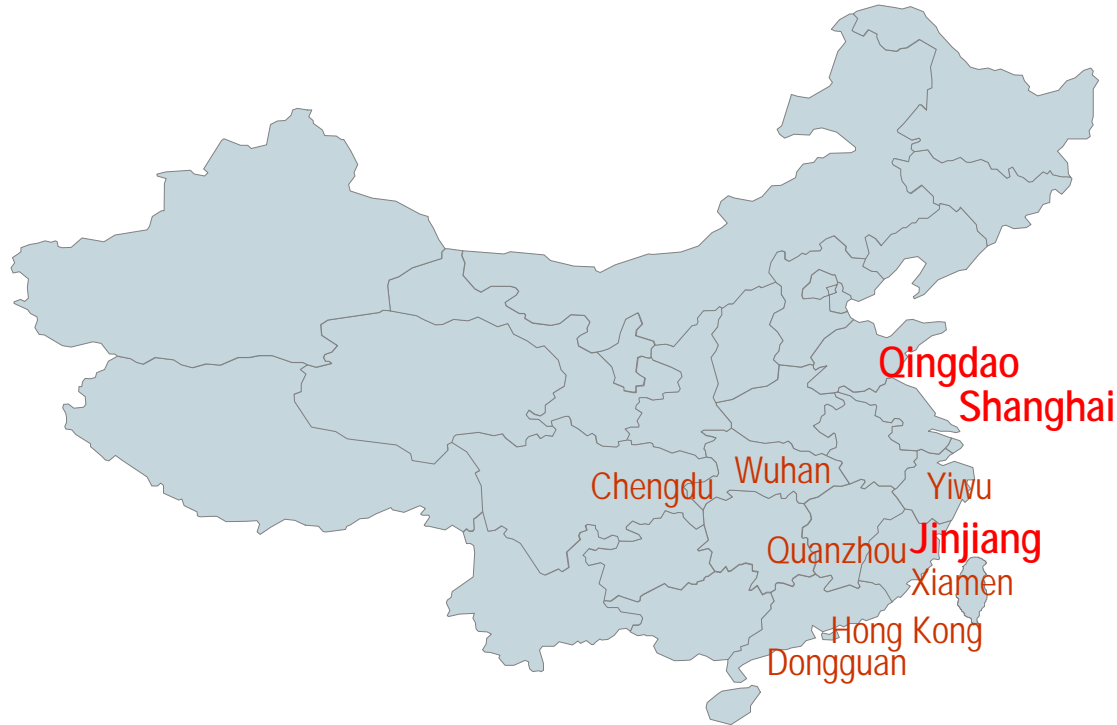 Qingdao
Shanghai
Wuhan
Chengdu
Yiwu
Jinjiang
Quanzhou
Xiamen
Hong Kong
Dongguan